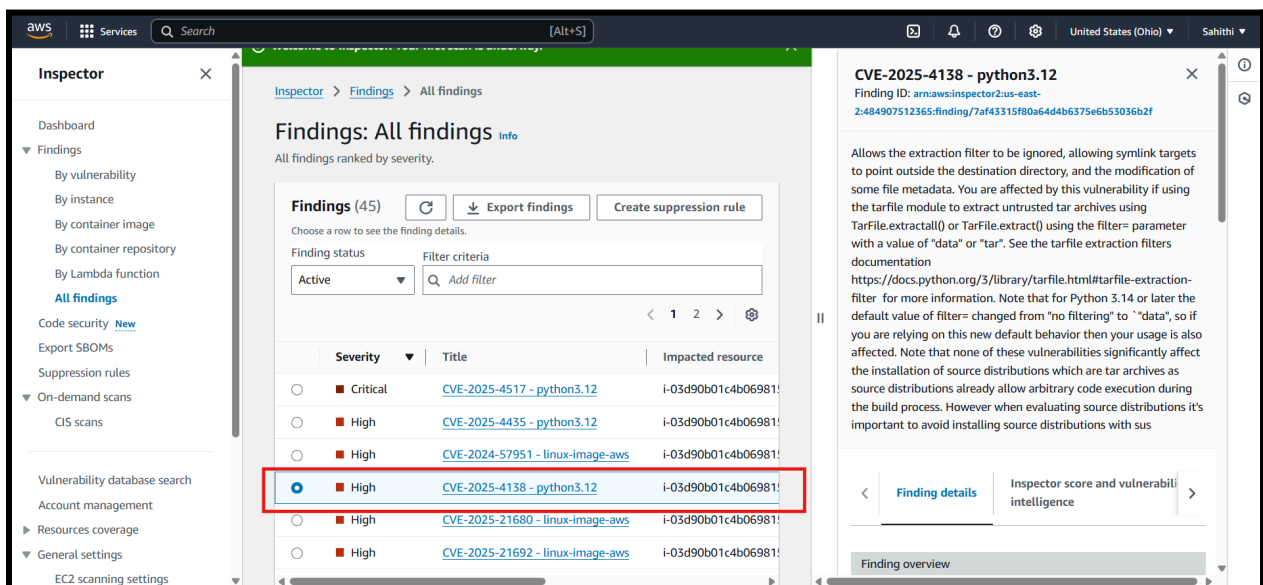 aws
Services
Search
[Alt+S]
United States (Ohio)
Sahithi
Inspector
Dashboard
Findings
By vulnerability
By instance
By container image
By container repository
By Lambda function
All findings
Code security New
Export SBOMs
Suppression rules
On-demand scans
CIS scans
Vulnerability database search
Account management
Resources coverage
General settings
EC2 scanning settings
Welcome to Inspector. Your first scan is underway.
Inspector > Findings > All findings
Findings: All findings Info
All findings ranked by severity.
Findings (45)
Export findings
Create suppression rule
Choose a row to see the finding details.
Finding status
Filter criteria
Active
Add filter
1 2
Severity Title Impacted resource
Critical CVE-2025-4517 - python3.12 i-03d90b01c4b06981
High CVE-2025-4435 - python3.12 i-03d90b01c4b06981
High CVE-2024-57951 - linux-image-aws i-03d90b01c4b06981
High CVE-2025-4138 - python3.12 i-03d90b01c4b06981
High CVE-2025-21680 - linux-image-aws i-03d90b01c4b06981
High CVE-2025-21692 - linux-image-aws i-03d90b01c4b06981
CVE-2025-4138 - python3.12
Finding ID: arn:aws:inspector2:us-east-
2:484907512365:finding/7af43315f80a64d4b6375e6b53036b2f
Allows the extraction filter to be ignored, allowing symlink targets
to point outside the destination directory, and the modification of
some file metadata. You are affected by this vulnerability if using
the tarfile module to extract untrusted tar archives using
TarFile.extractall() or TarFile.extract() using the filter= parameter
with a value of "data" or "tar". See the tarfile extraction filters
documentation
https://docs.python.org/3/library/tarfile.html#tarfile-extraction-
filter for more information. Note that for Python 3.14 or later the
default value of filter= changed from "no filtering" to `"data", so if
you are relying on this new default behavior then your usage is also
affected. Note that none of these vulnerabilities significantly affect
the installation of source distributions which are tar archives as
source distributions already allow arbitrary code execution during
the build process. However when evaluating source distributions it's
important to avoid installing source distributions with sus
Finding details
Inspector score and vulnerabili
intelligence
Finding overview